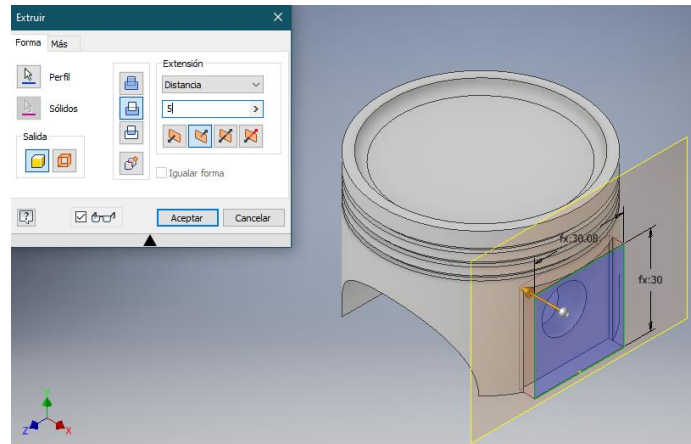 Extruir
Forma Más
Perfil
Sólidos
Salida
Extensión
Distancia
5
Igualar forma
Aceptar Cancelar
fx:30.08
fx:30
Y
Z X